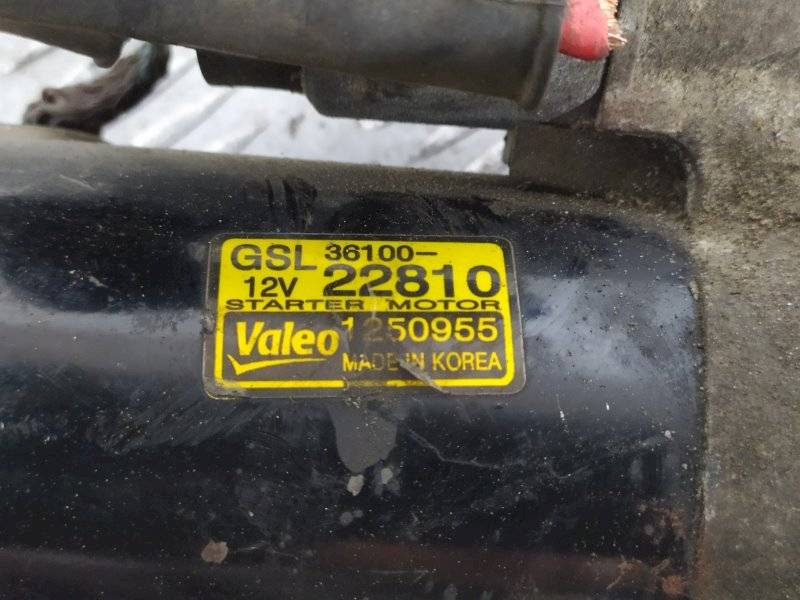 GSL 36100-
12V 22810
STARTER MOTOR
Valeo 1250955
MADE IN KOREA